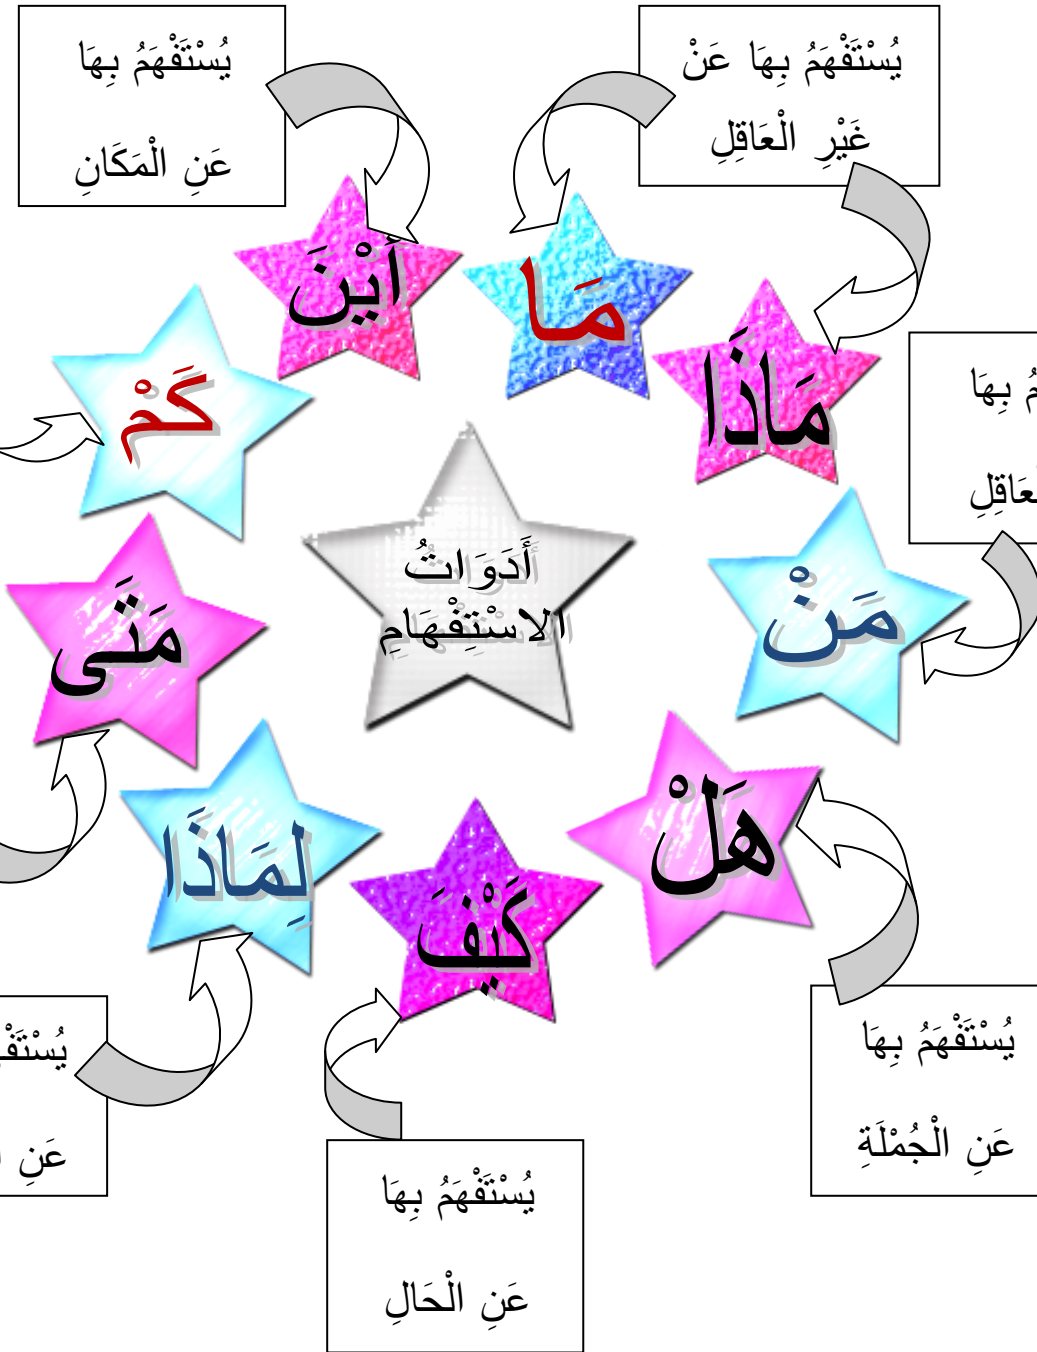 يُسْتَفْهَمُ بِهَا عَنْ
غَيْرِ الْعَاقِلِ
يُسْتَفْهَمُ بِهَا
عَنِ الْمَكَانِ
مَا
أَيْنَ
مَاذَا
كَمْ
بِهَا
أَدَوَاتُ
الاسْتِفْهَامِ
مَنْ
مَتَى
هَلْ
لِمَاذَا
كَيْفَ
يُسْتَفْهَمُ بِهَا
عَنِ الْجُمْلَةِ
عَنِ
يُسْتَفْهَمُ بِهَا
عَنِ الْحَالِ